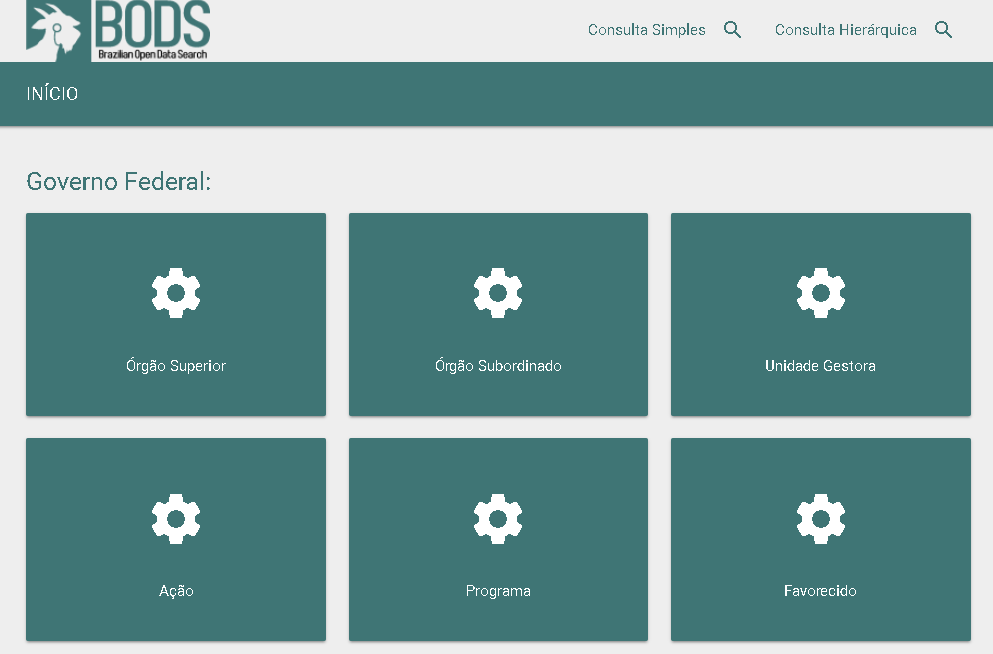 BODS
Brazilian Open Data Search
Consulta Simples
Consulta Hierárquica
INÍCIO
Governo Federal:
Órgão Superior
Órgão Subordinado
Unidade Gestora
Ação
Programa
Favorecido